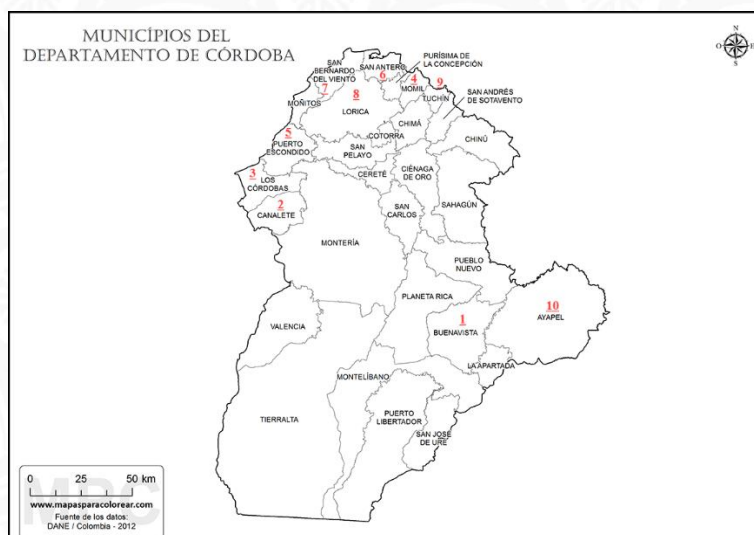 MUNICÍPIOS DEL
DEPARTAMENTO DE CÓRDOBA
N
O
E
S
SAN
BERNARDO
DEL VIENTO
7
SAN ANTERO
6
PURÍSIMA DE
LA CONCEPCIÓN
4
MOMIL
9
TUCHÍN
SAN ANDRÉS
DE SOTAVENTO
8
LORICA
MOÑITOS
CHIMÁ
5
PUERTO
ESCONDIDO
COTORRA
CHINÚ
SAN
PELAYO
3
LOS
CÓRDOBAS
CERETÉ
CIÉNAGA
DE ORO
2
CANALETE
SAN
CARLOS
SAHAGÚN
MONTERÍA
PUEBLO
NUEVO
PLANETA RICA
10
AYAPEL
1
BUENAVISTA
VALENCIA
LA APARTADA
MONTELÍBANO
TIERRALTA
PUERTO
LIBERTADOR
SAN JOSÉ
DE URÉ
0 25 50 km
MPC
www.mapasparacolorear.com
Fuente de los datos:
DANE / Colombia - 2012